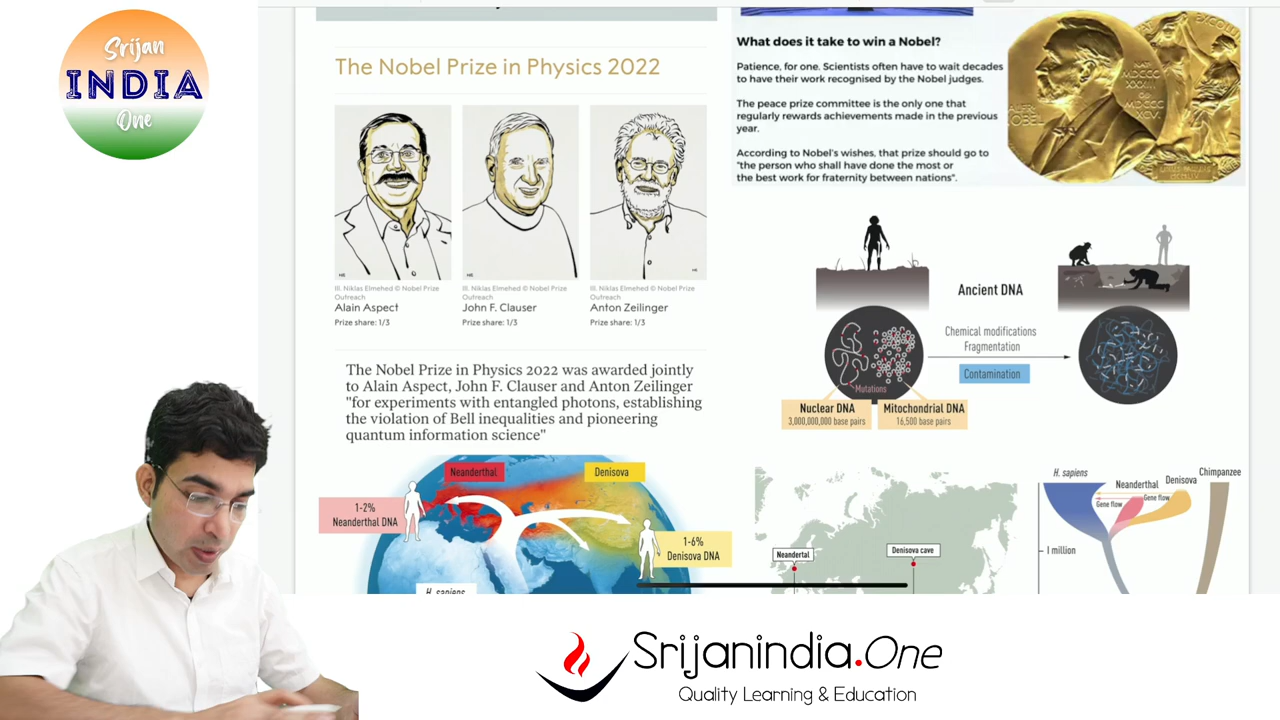 Srijan
INDIA
One
The Nobel Prize in Physics 2022
Ill. Niklas Elmehed © Nobel Prize
Outreach
Alain Aspect
Prize share: 1/3
Ill. Niklas Elmehed © Nobel Prize
Outreach
John F. Clauser
Prize share: 1/3
Ill. Niklas Elmehed © Nobel Prize
Outreach
Anton Zeilinger
Prize share: 1/3
The Nobel Prize in Physics 2022 was awarded jointly
to Alain Aspect, John F. Clauser and Anton Zeilinger
"for experiments with entangled photons, establishing
the violation of Bell inequalities and pioneering
quantum information science"
Neanderthal
Denisova
1-2%
Neanderthal DNA
1-6%
Denisova DNA
H. sapiens
What does it take to win a Nobel?
Patience, for one. Scientists often have to wait decades
to have their work recognised by the Nobel judges.
The peace prize committee is the only one that
regularly rewards achievements made in the previous
year.
According to Nobel's wishes, that prize should go to
"the person who shall have done the most or
the best work for fraternity between nations".
ALFR.
NOBEL
NAT.
MDCCC
XXXIII
OB.
MDCCC
XCVI
Ancient DNA
Chemical modifications
Fragmentation
Contamination
Mutations
Nuclear DNA
3,000,000,000 base pairs
Mitochondrial DNA
16,500 base pairs
Neandertal
Denisova cave
H. sapiens
Neanderthal
Denisova
Chimpanzee
Gene flow
Gene flow
1 million
Srijanindia.One
Quality Learning & Education